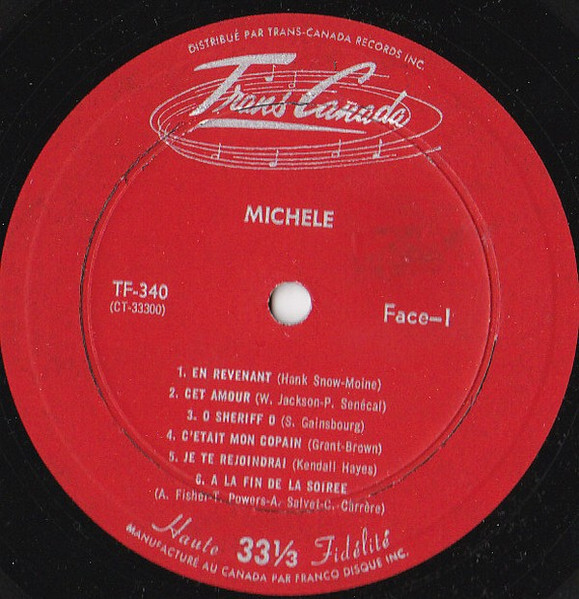 DISTRIBUÉ PAR TRANS-CANADA RECORDS INC.
Trans Canada
MICHELE
TF-340
(CT-33300)
Face-1
1. EN REVENANT (Hank Snow-Moine)
2. CET AMOUR (W. Jackson-P. Senécal)
3. O SHERIFF O (S. Gainsbourg)
4. C'ETAIT MON COPAIN (Grant-Brown)
5. JE TE REJOINDRAI (Kendall Hayes)
6. A LA FIN DE LA SOIREE
(A. Fisher-T. Powers-A. Salvet-C. Carrère)
Haute 33⅓ Fidélité
MANUFACTURÉ AU CANADA PAR FRANCO DISQUE INC.